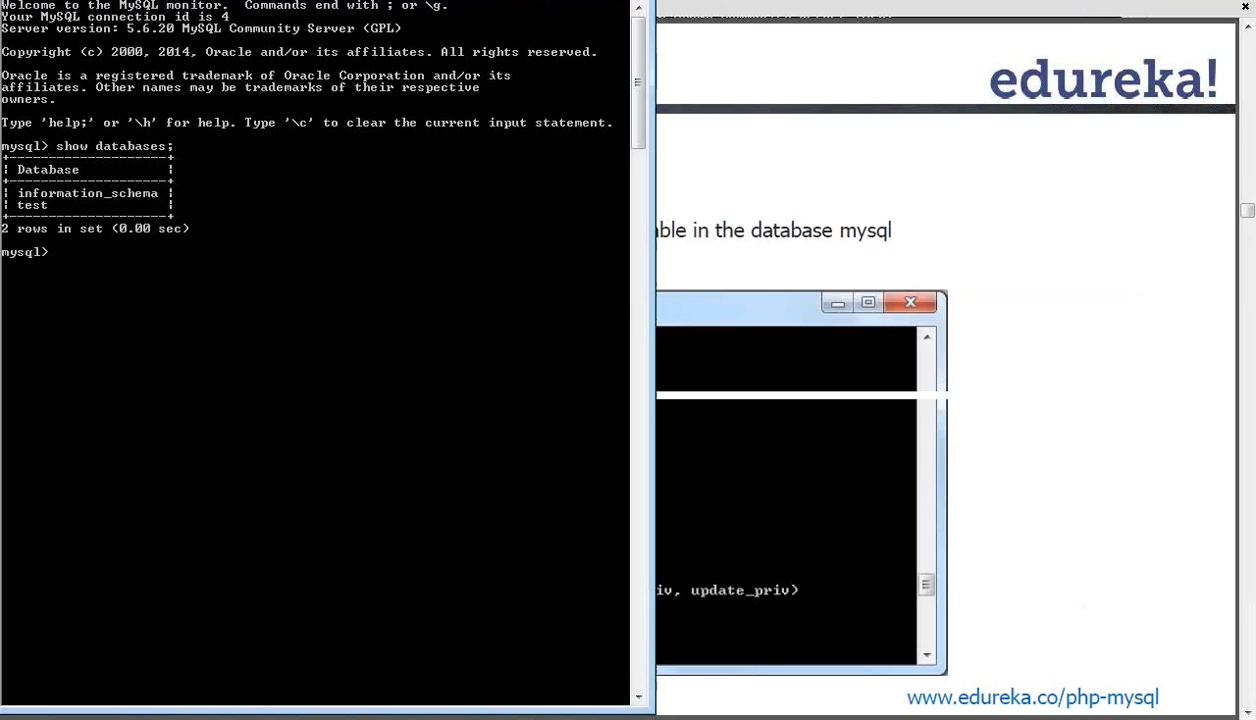 Welcome to the MySQL monitor.  Commands end with ; or \g.
Your MySQL connection id is 4
Server version: 5.6.20 MySQL Community Server (GPL)
Copyright (c) 2000, 2014, Oracle and/or its affiliates. All rights reserved.
Oracle is a registered trademark of Oracle Corporation and/or its
affiliates. Other names may be trademarks of their respective
owners.
Type 'help;' or '\h' for help. Type '\c' to clear the current input statement.
mysql> show databases;
+--------------------+
| Database           |
+--------------------+
| information_schema |
| test               |
+--------------------+
2 rows in set (0.00 sec)
mysql>
edureka!
able in the database mysql
iv, update_priv)
www.edureka.co/php-mysql